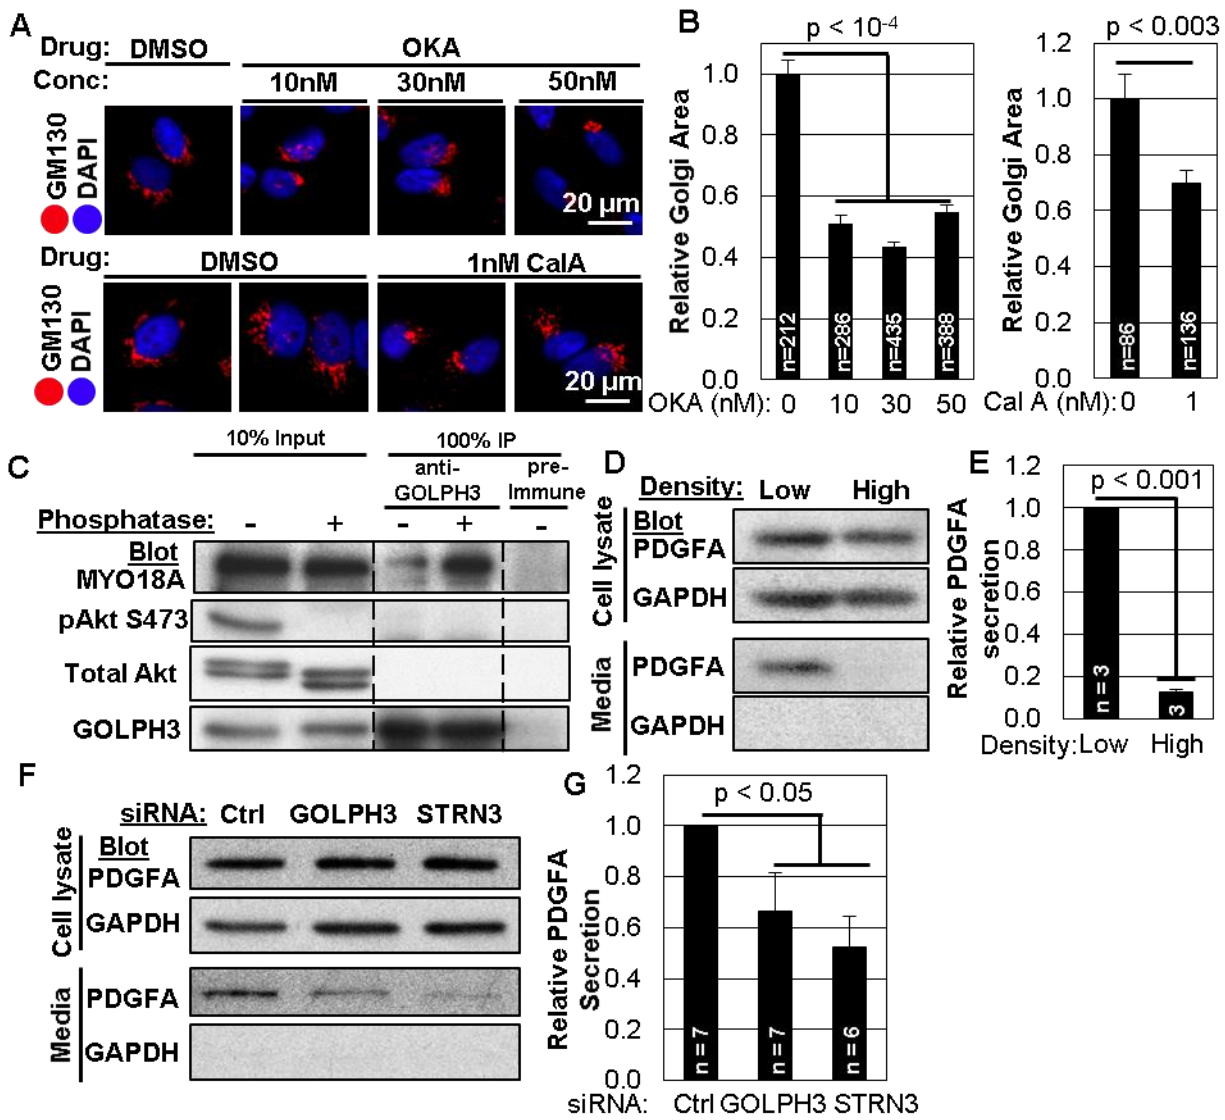 A
Drug: DMSO OKA
Conc: 10nM 30nM 50nM
GM130
DAPI
20 µm
Drug: DMSO 1nM CalA
GM130
DAPI
20 µm
B
p < 10-4
Relative Golgi Area
1.0
0.8
0.6
0.4
0.2
0.0
n=212
n=286
n=435
n=388
OKA (nM): 0 10 30 50
p < 0.003
Relative Golgi Area
1.2
1.0
0.8
0.6
0.4
0.2
0.0
n=86
n=136
Cal A (nM): 0 1
C
10% Input 100% IP
anti-GOLPH3
pre-Immune
Phosphatase: - + - + -
Blot
MYO18A
pAkt S473
Total Akt
GOLPH3
D
Density: Low High
Cell lysate
Blot
PDGFA
GAPDH
Media
PDGFA
GAPDH
E
p < 0.001
Relative PDGFA
secretion
1.2
1.0
0.8
0.6
0.4
0.2
0.0
n = 3
3
Density: Low High
F
siRNA: Ctrl GOLPH3 STRN3
Cell lysate
Blot
PDGFA
GAPDH
Media
PDGFA
GAPDH
G
p < 0.05
Relative PDGFA
Secretion
1.2
1.0
0.8
0.6
0.4
0.2
0.0
n = 7
n = 7
n = 6
siRNA: Ctrl GOLPH3 STRN3